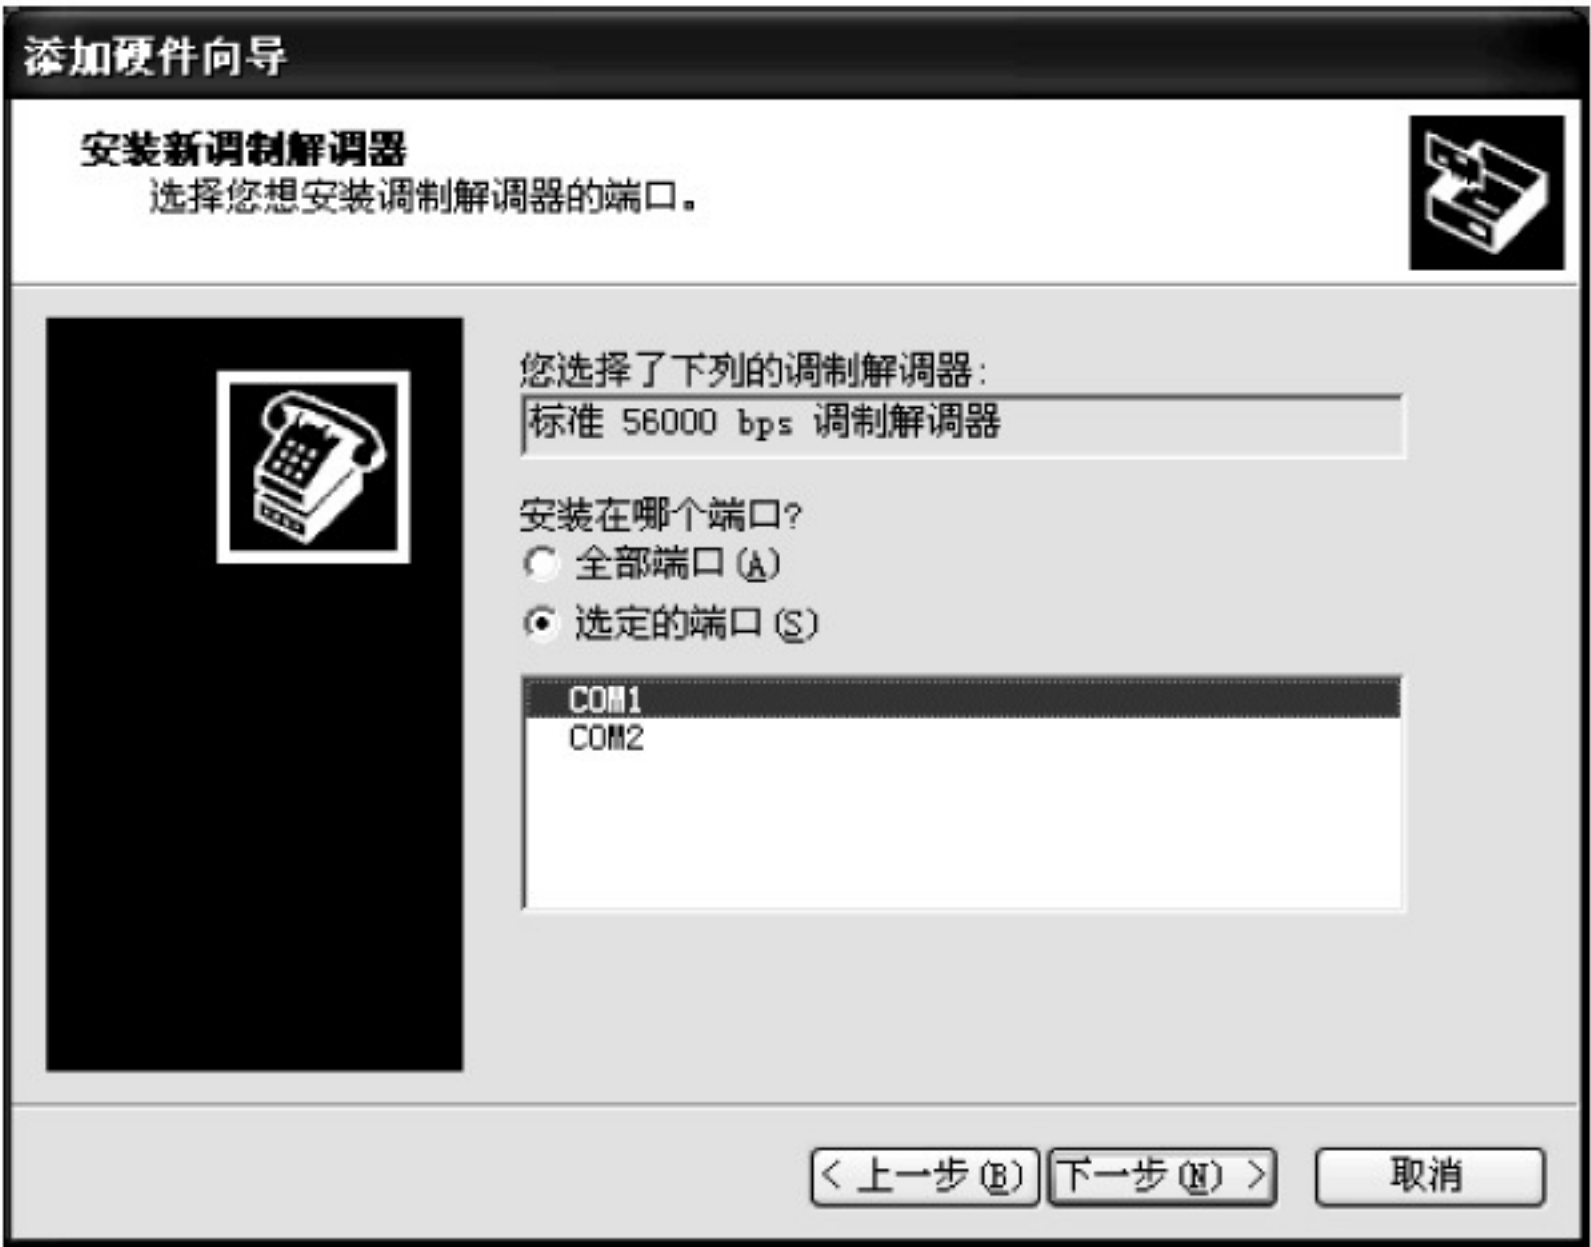 添加硬件向导
安装新调制解调器
选择您想安装调制解调器的端口。
您选择了下列的调制解调器:
标准 56000 bps 调制解调器
安装在哪个端口?
全部端口(A)
选定的端口(S)
COM1
COM2
< 上一步(B) 下一步(N) > 取消